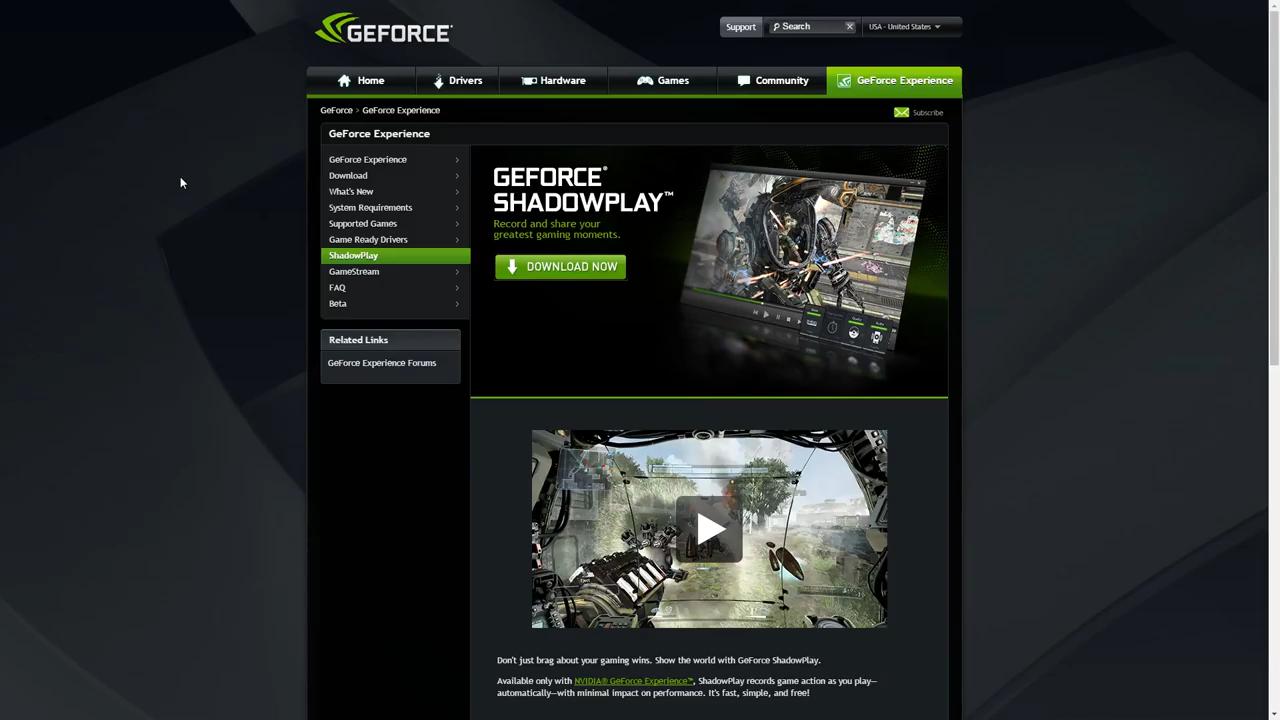 GEFORCE
Support
Search
USA - United States
Home
Drivers
Hardware
Games
Community
GeForce Experience
GeForce > GeForce Experience
Subscribe
GeForce Experience
GeForce Experience
Download
What's New
System Requirements
Supported Games
Game Ready Drivers
ShadowPlay
GameStream
FAQ
Beta
Related Links
GeForce Experience Forums
GEFORCE®
SHADOWPLAY™
Record and share your
greatest gaming moments.
DOWNLOAD NOW
Don't just brag about your gaming wins. Show the world with GeForce ShadowPlay.
Available only with NVIDIA® GeForce Experience™, ShadowPlay records game action as you play—
automatically—with minimal impact on performance. It's fast, simple, and free!